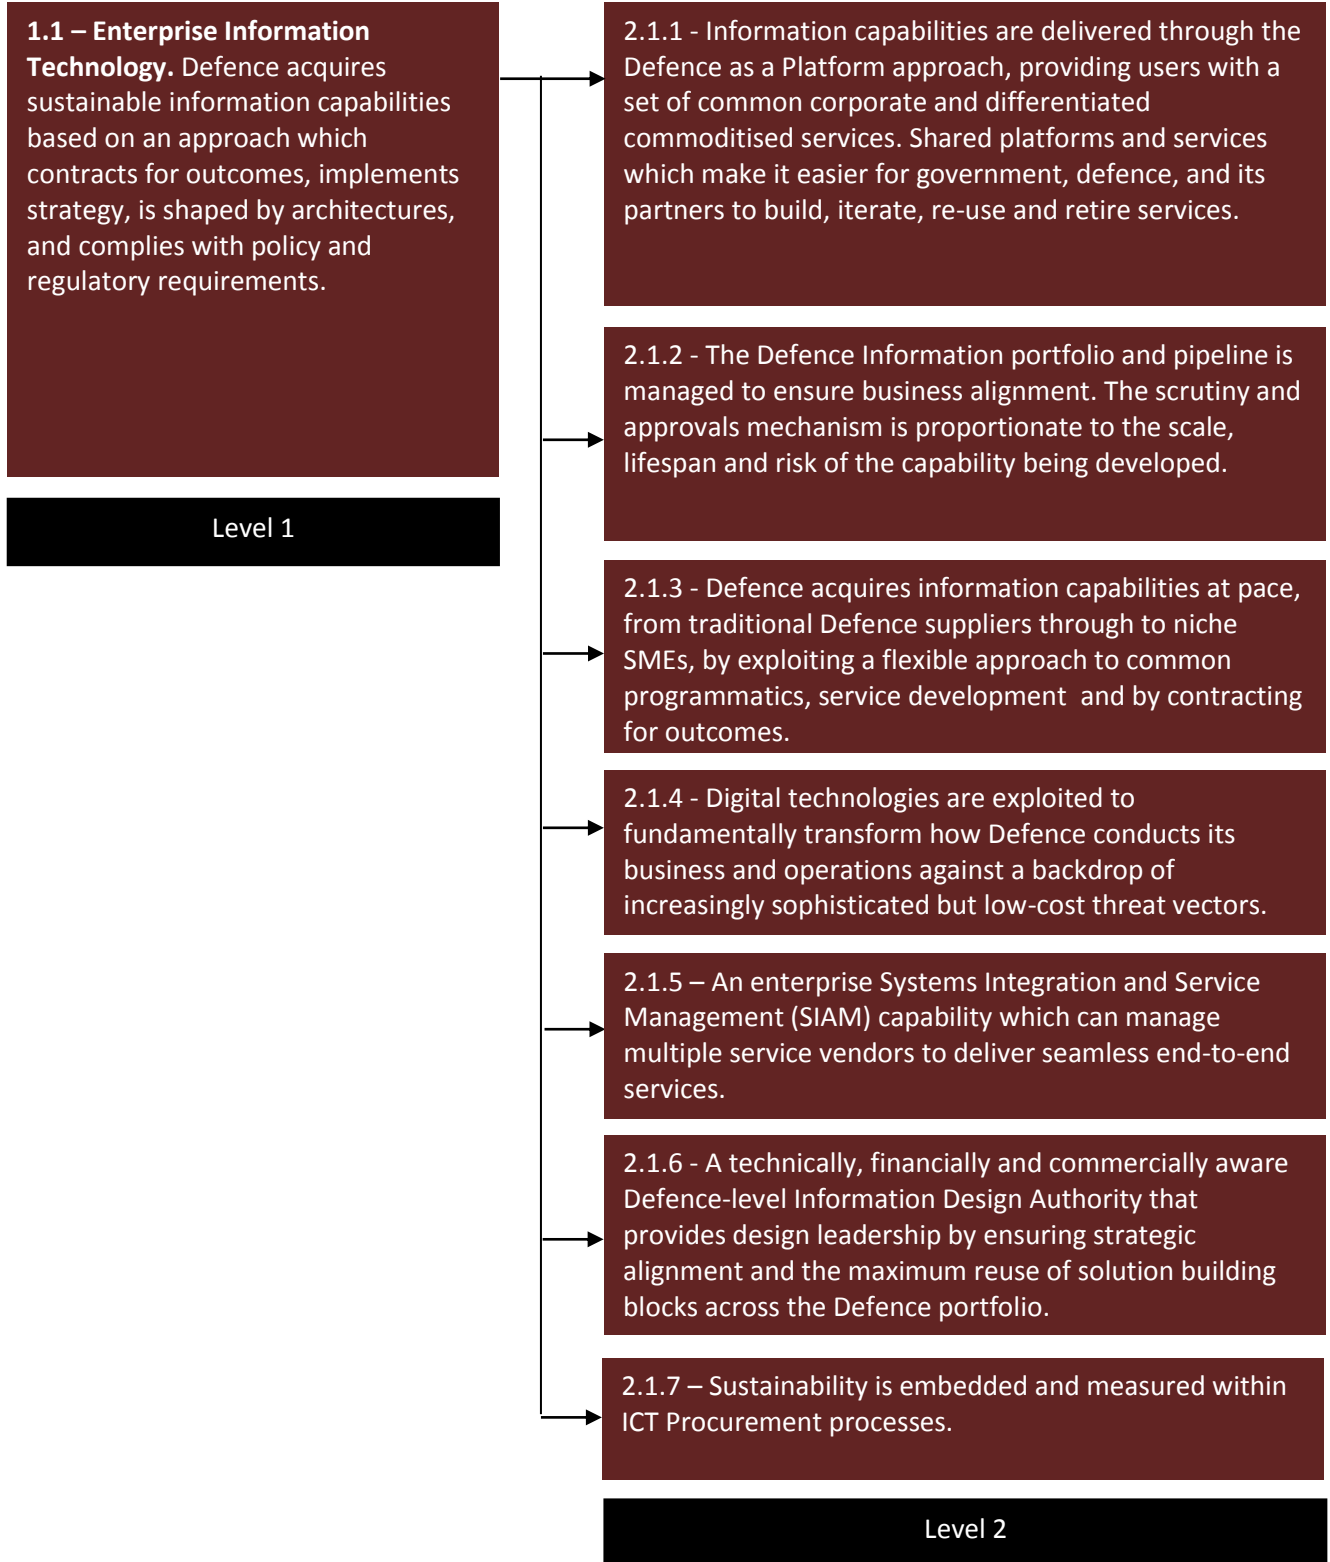 1.1 – Enterprise Information
Technology. Defence acquires
sustainable information capabilities
based on an approach which
contracts for outcomes, implements
strategy, is shaped by architectures,
and complies with policy and
regulatory requirements.
Level 1
2.1.1 - Information capabilities are delivered through the
Defence as a Platform approach, providing users with a
set of common corporate and differentiated
commoditised services. Shared platforms and services
which make it easier for government, defence, and its
partners to build, iterate, re-use and retire services.
2.1.2 - The Defence Information portfolio and pipeline is
managed to ensure business alignment. The scrutiny and
approvals mechanism is proportionate to the scale,
lifespan and risk of the capability being developed.
2.1.3 - Defence acquires information capabilities at pace,
from traditional Defence suppliers through to niche
SMEs, by exploiting a flexible approach to common
programmatics, service development  and by contracting
for outcomes.
2.1.4 - Digital technologies are exploited to
fundamentally transform how Defence conducts its
business and operations against a backdrop of
increasingly sophisticated but low-cost threat vectors.
2.1.5 – An enterprise Systems Integration and Service
Management (SIAM) capability which can manage
multiple service vendors to deliver seamless end-to-end
services.
2.1.6 - A technically, financially and commercially aware
Defence-level Information Design Authority that
provides design leadership by ensuring strategic
alignment and the maximum reuse of solution building
blocks across the Defence portfolio.
2.1.7 – Sustainability is embedded and measured within
ICT Procurement processes.
Level 2